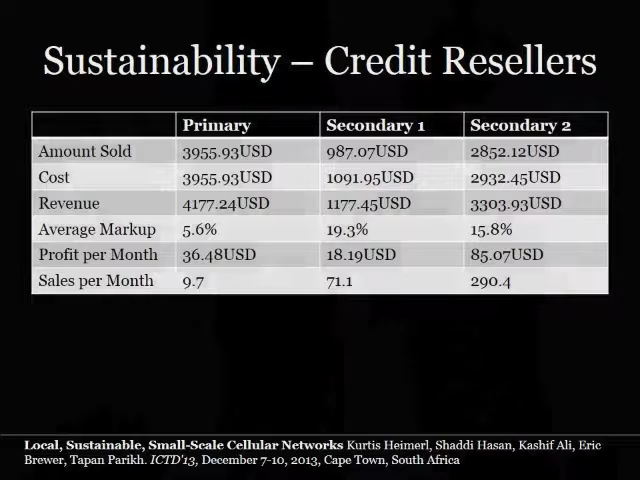 Sustainability – Credit Resellers
Primary Secondary 1 Secondary 2
Amount Sold 3955.93USD 987.07USD 2852.12USD
Cost 3955.93USD 1091.95USD 2932.45USD
Revenue 4177.24USD 1177.45USD 3303.93USD
Average Markup 5.6% 19.3% 15.8%
Profit per Month 36.48USD 18.19USD 85.07USD
Sales per Month 9.7 71.1 290.4
Local, Sustainable, Small-Scale Cellular Networks Kurtis Heimerl, Shaddi Hasan, Kashif Ali, Eric
Brewer, Tapan Parikh. ICTD'13, December 7-10, 2013, Cape Town, South Africa